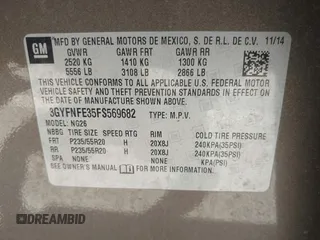 GM
MFD BY GENERAL MOTORS DE MEXICO, S. DE R.L. DE C.V. 11/14
GVWR GAWR FRT GAWR RR
2520 KG 1410 KG 1300 KG
5556 LB 3108 LB 2866 LB
THIS VEHICLE CONFORMS TO ALL APPLICABLE U.S. FEDERAL MOTOR
VEHICLE SAFETY AND THEFT PREVENTION STANDARDS IN EFFECT ON
THE DATE OF MANUFACTURE SHOWN ABOVE.
3GYFNFE35FS569682 TYPE: M.P.V.
MODEL: NG26
NBBG TIRE SIZE SPEED RTG RIM COLD TIRE PRESSURE
FRT P235/55R20 H 20X8J 240KPA(35PSI)
RR P235/55R20 H 20X8J 240KPA(35PSI)
SPA NONE NONE NONE KPA(PSI)
SEE OWNER'S MANUAL FOR ADDITIONAL INFORMATION.
AUTOBIDMASTER